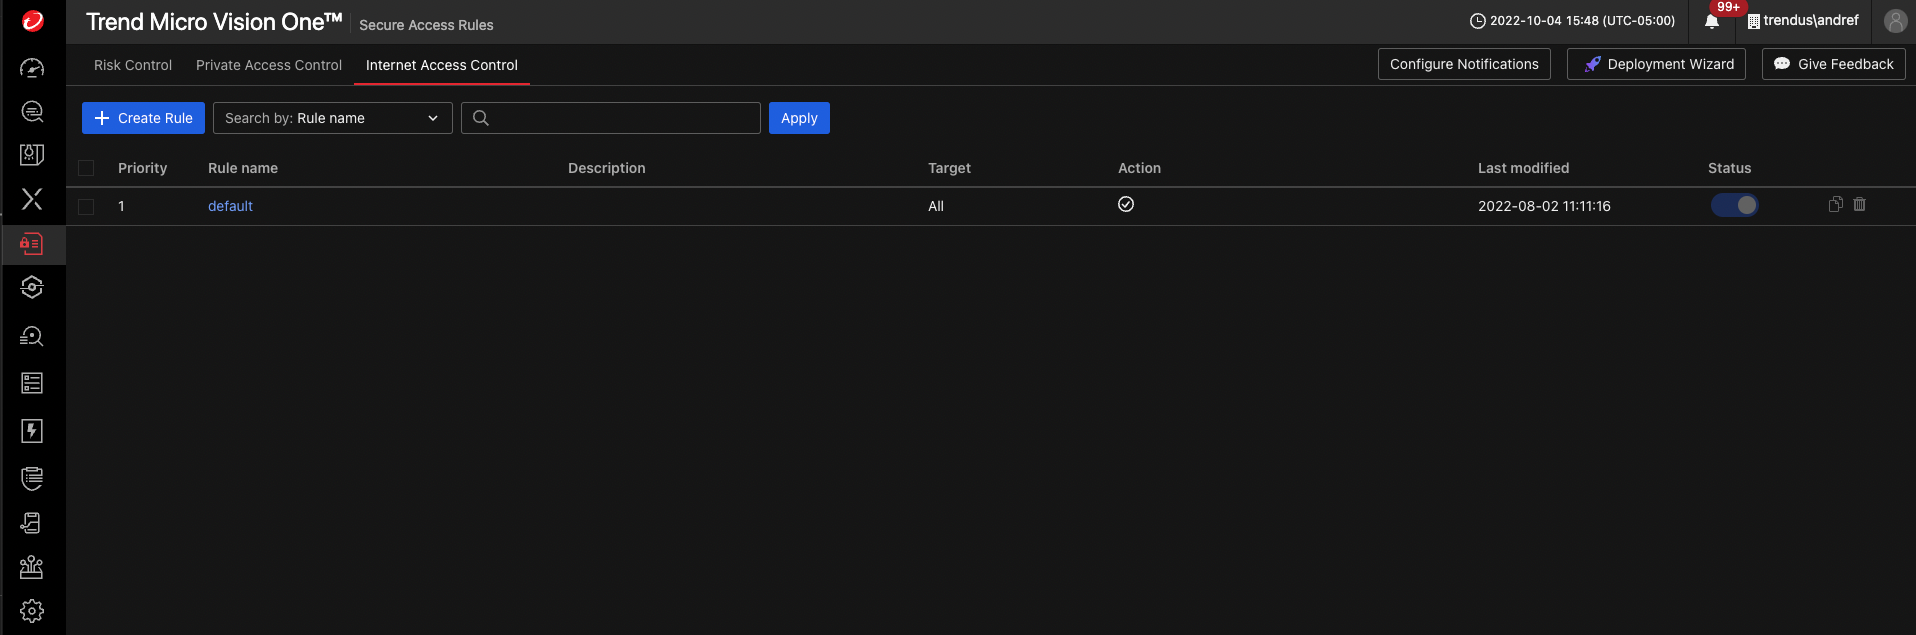 Trend Micro Vision One™ Secure Access Rules 2022-10-04 15:48 (UTC-05:00) 99+ trendus\andref
Risk Control Private Access Control Internet Access Control Configure Notifications Deployment Wizard Give Feedback
Create Rule Search by: Rule name Apply
Priority Rule name Description Target Action Last modified Status
1 default All 2022-08-02 11:11:16